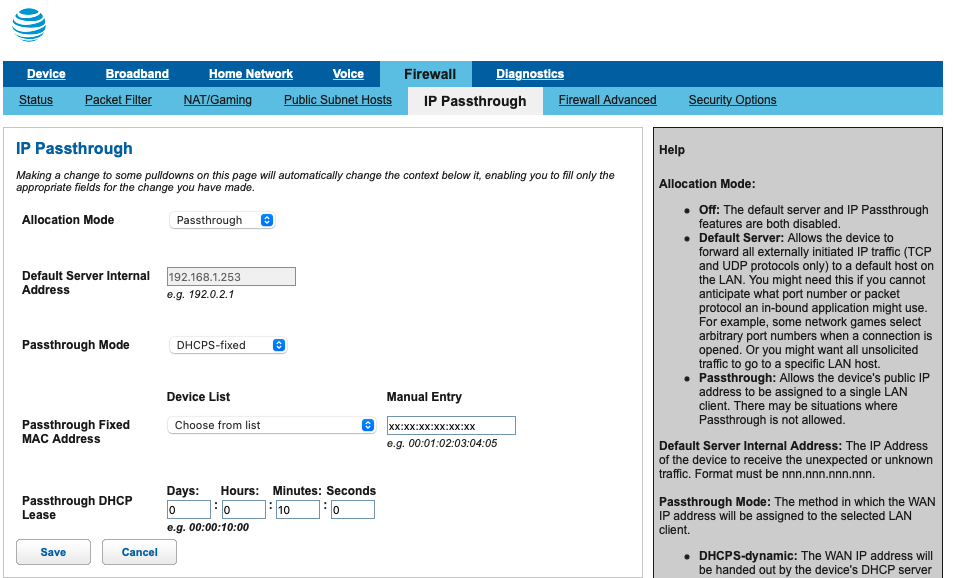 Device Broadband Home Network Voice Firewall Diagnostics
Status Packet Filter NAT/Gaming Public Subnet Hosts IP Passthrough Firewall Advanced Security Options
IP Passthrough
Making a change to some pulldowns on this page will automatically change the context below it, enabling you to fill only the
appropriate fields for the change you have made.
Allocation Mode Passthrough
Default Server Internal
Address
192.168.1.253
e.g. 192.0.2.1
Passthrough Mode DHCPS-fixed
Device List Manual Entry
Passthrough Fixed
MAC Address
Choose from list xx:xx:xx:xx:xx:xx
e.g. 00:01:02:03:04:05
Passthrough DHCP
Lease
Days: Hours: Minutes: Seconds
0 : 0 : 10 : 0
e.g. 00:00:10:00
Save Cancel
Help
Allocation Mode:
• Off: The default server and IP Passthrough
features are both disabled.
• Default Server: Allows the device to
forward all externally initiated IP traffic (TCP
and UDP protocols only) to a default host on
the LAN. You might need this if you cannot
anticipate what port number or packet
protocol an in-bound application might use.
For example, some network games select
arbitrary port numbers when a connection is
opened. Or you might want all unsolicited
traffic to go to a specific LAN host.
• Passthrough: Allows the device's public IP
address to be assigned to a single LAN
client. There may be situations where
Passthrough is not allowed.
Default Server Internal Address: The IP Address
of the device to receive the unexpected or unknown
traffic. Format must be nnn.nnn.nnn.nnn.
Passthrough Mode: The method in which the WAN
IP address will be assigned to the selected LAN
client.
• DHCPS-dynamic: The WAN IP address will
be handed out by the device's DHCP server